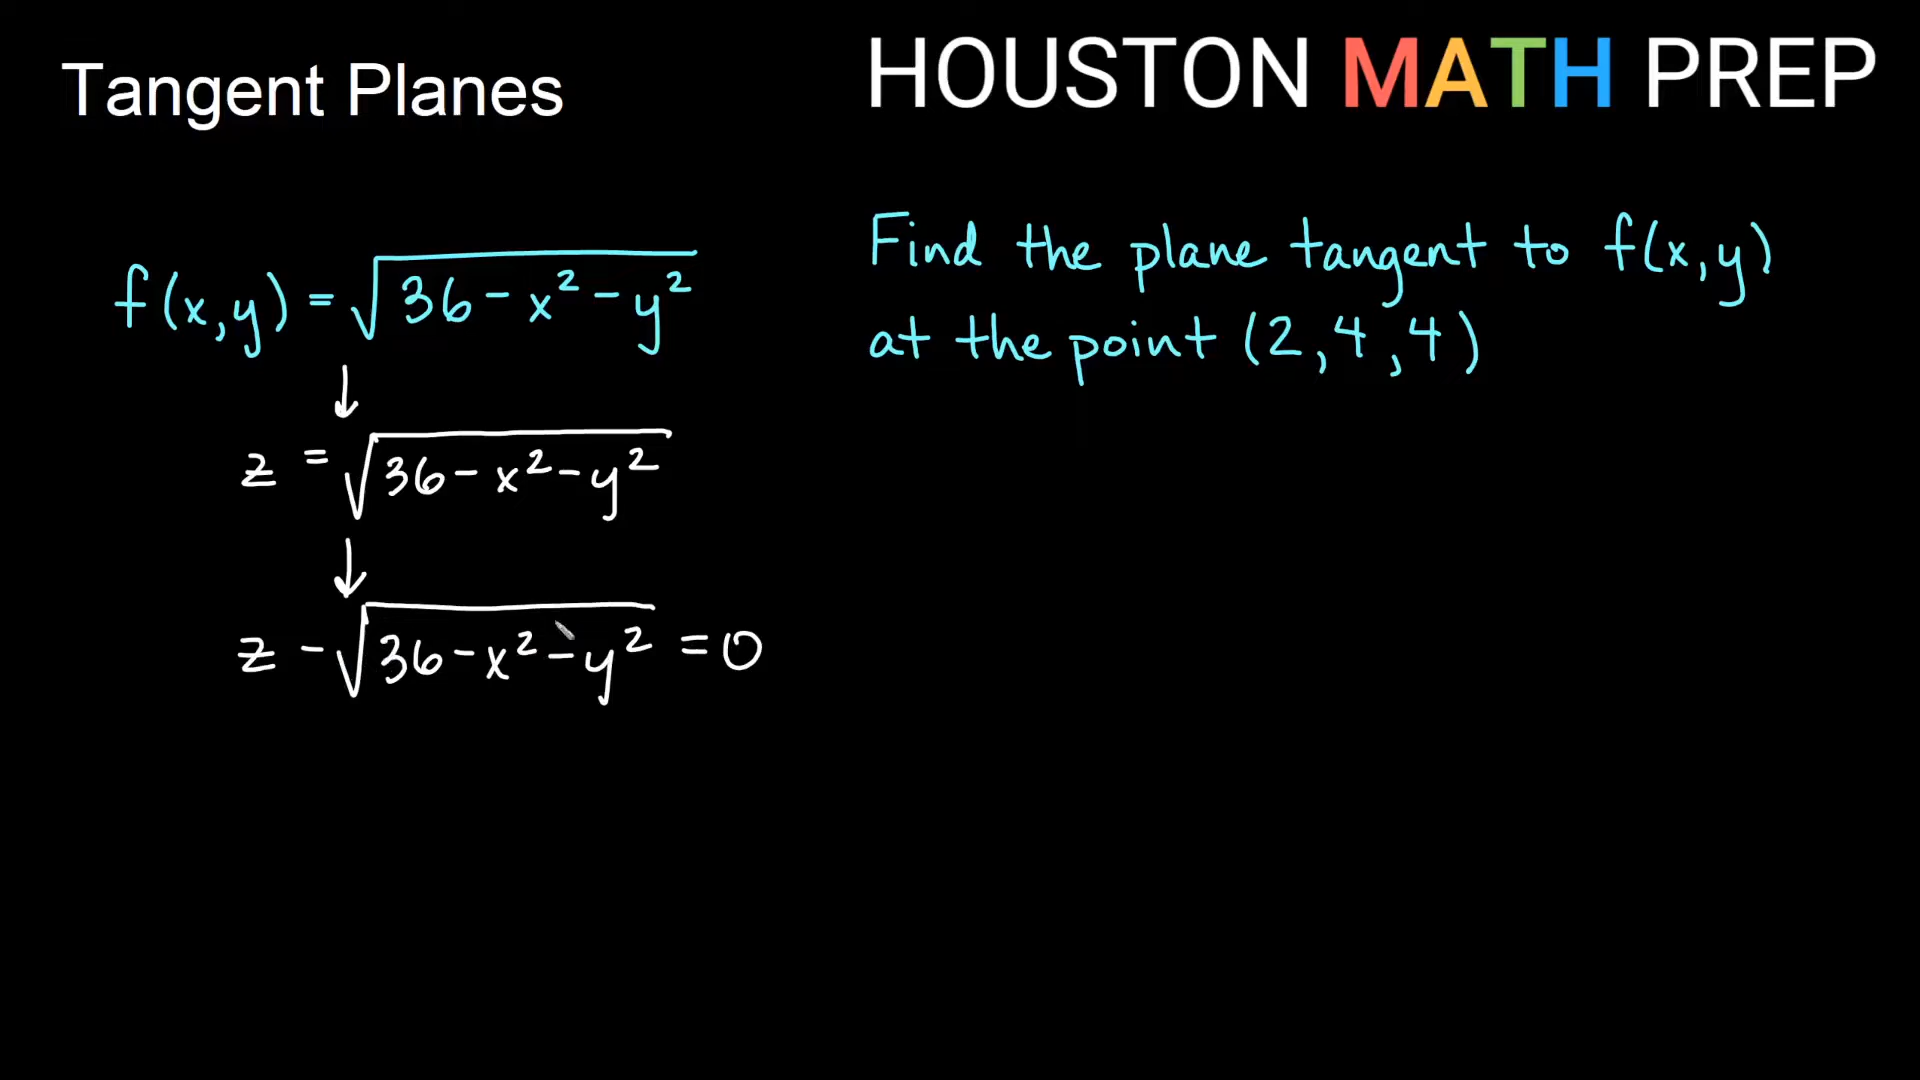 Tangent Planes
HOUSTON MATH PREP
f(x,y) = √36-x²-y²
↓
z = √36-x²-y²
↓
z - √36-x²-y² = 0
Find the plane tangent to f(x,y)
at the point (2,4,4)